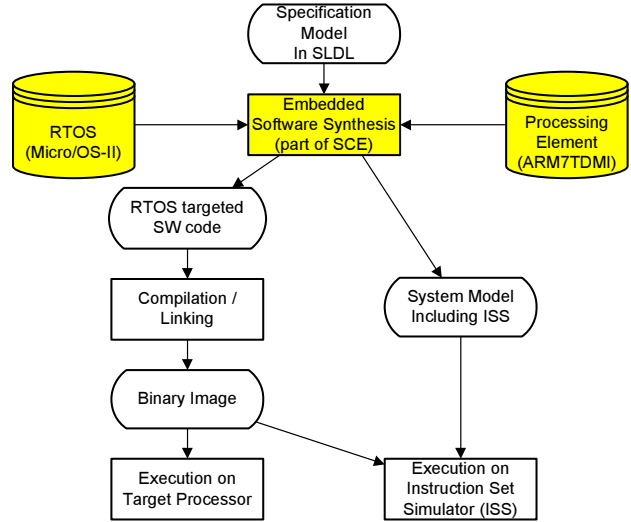 Specification
Model
In SLDL
RTOS
(Micro/OS-II)
Embedded
Software Synthesis
(part of SCE)
Processing
Element
(ARM7TDMI)
RTOS targeted
SW code
Compilation /
Linking
System Model
Including ISS
Binary Image
Execution on
Target Processor
Execution on
Instruction Set
Simulator (ISS)